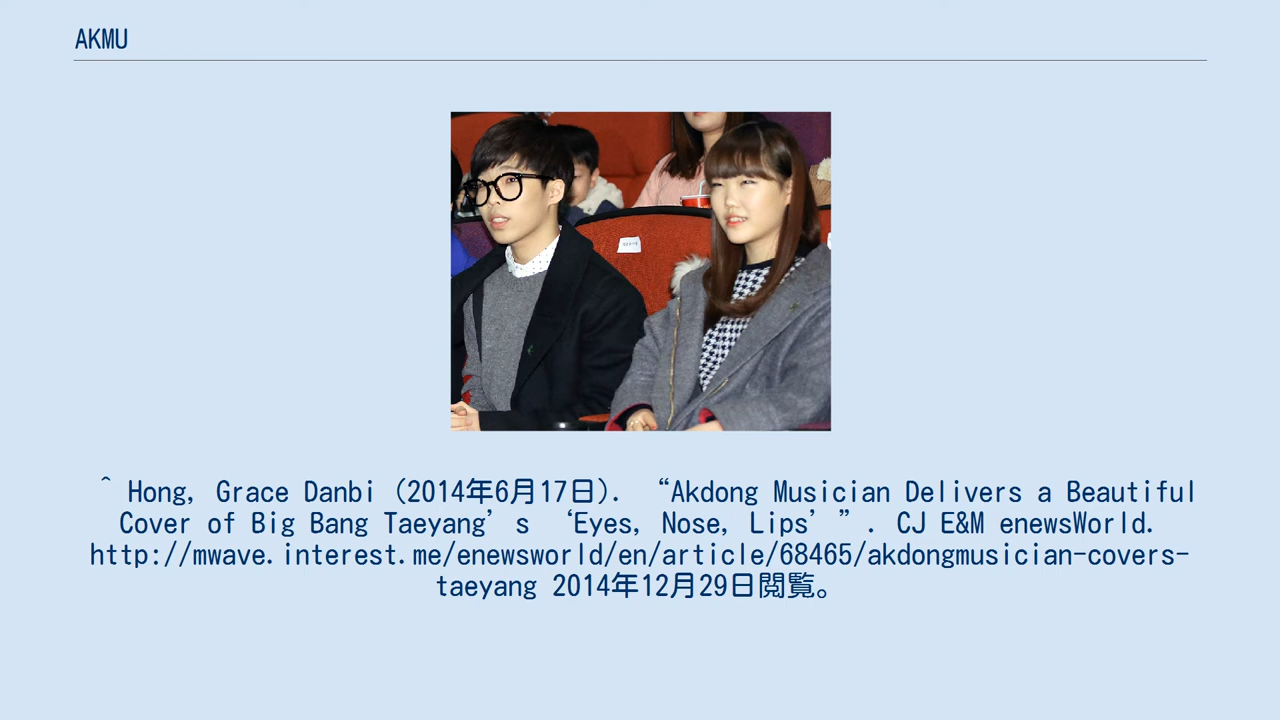 AKMU
^ Hong, Grace Danbi (2014年6月17日). “Akdong Musician Delivers a Beautiful
Cover of Big Bang Taeyang’s ‘Eyes, Nose, Lips’”. CJ E&M enewsWorld.
http://mwave.interest.me/enewsworld/en/article/68465/akdongmusician-covers-
taeyang 2014年12月29日閲覧。